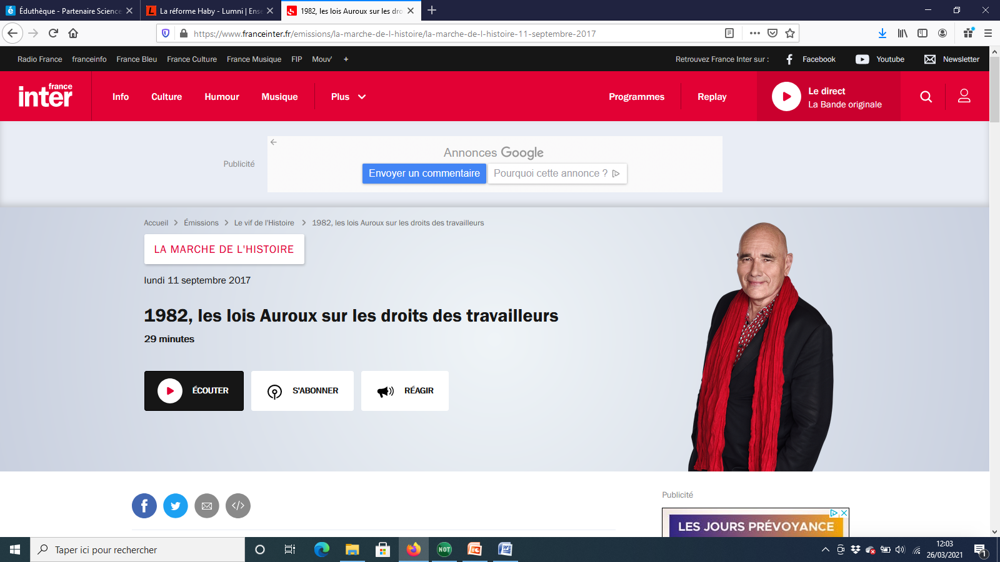 Éduthèque - Partenaire Science
La réforme Haby - Lumni | Ense
1982, les lois Auroux sur les dro
https://www.franceinter.fr/emissions/la-marche-de-l-histoire/la-marche-de-l-histoire-11-septembre-2017
Radio France franceinfo France Bleu France Culture France Musique FIP Mouv' +
Retrouvez France Inter sur : Facebook Youtube Newsletter
france
inter
Info Culture Humour Musique Plus
Programmes Replay
Le direct
La Bande originale
Publicité
Annonces Google
Envoyer un commentaire
Pourquoi cette annonce ?
Accueil Émissions Le vif de l'Histoire 1982, les lois Auroux sur les droits des travailleurs
LA MARCHE DE L'HISTOIRE
lundi 11 septembre 2017
1982, les lois Auroux sur les droits des travailleurs
29 minutes
ÉCOUTER
S'ABONNER
RÉAGIR
Publicité
LES JOURS PRÉVOYANCE
Taper ici pour rechercher
NOT
12:03
26/03/2021
1